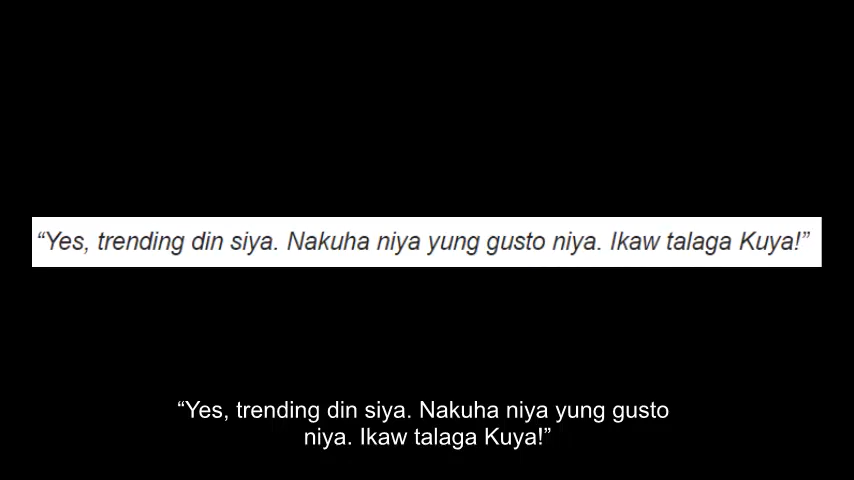 “Yes, trending din siya. Nakuha niya yung gusto niya. Ikaw talaga Kuya!”
“Yes, trending din siya. Nakuha niya yung gusto
niya. Ikaw talaga Kuya!”